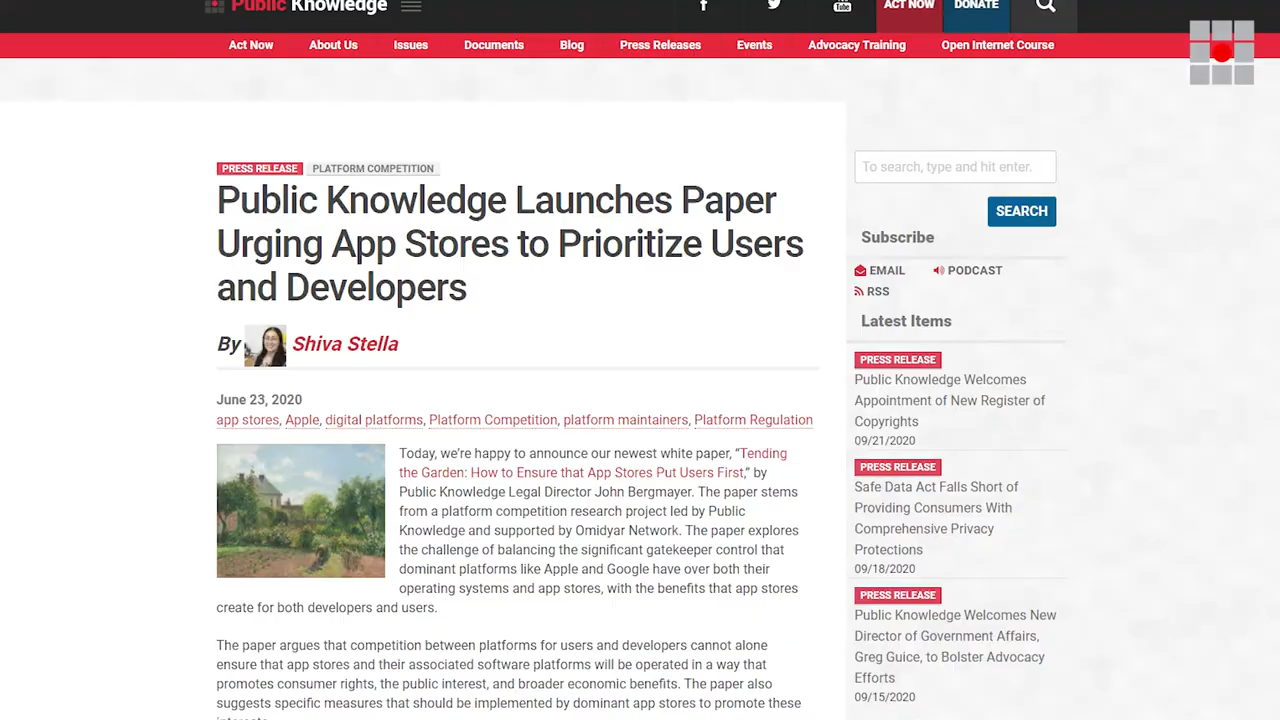 Public Knowledge
f
You
Tube
ACT NOW
DONATE
Act Now
About Us
Issues
Documents
Blog
Press Releases
Events
Advocacy Training
Open Internet Course
PRESS RELEASE
PLATFORM COMPETITION
Public Knowledge Launches Paper
Urging App Stores to Prioritize Users
and Developers
By Shiva Stella
June 23, 2020
app stores, Apple, digital platforms, Platform Competition, platform maintainers, Platform Regulation
Today, we're happy to announce our newest white paper, “Tending
the Garden: How to Ensure that App Stores Put Users First,” by
Public Knowledge Legal Director John Bergmayer. The paper stems
from a platform competition research project led by Public
Knowledge and supported by Omidyar Network. The paper explores
the challenge of balancing the significant gatekeeper control that
dominant platforms like Apple and Google have over both their
operating systems and app stores, with the benefits that app stores
create for both developers and users.
The paper argues that competition between platforms for users and developers cannot alone
ensure that app stores and their associated software platforms will be operated in a way that
promotes consumer rights, the public interest, and broader economic benefits. The paper also
suggests specific measures that should be implemented by dominant app stores to promote these
To search, type and hit enter.
SEARCH
Subscribe
EMAIL
PODCAST
RSS
Latest Items
PRESS RELEASE
Public Knowledge Welcomes
Appointment of New Register of
Copyrights
09/21/2020
PRESS RELEASE
Safe Data Act Falls Short of
Providing Consumers With
Comprehensive Privacy
Protections
09/18/2020
PRESS RELEASE
Public Knowledge Welcomes New
Director of Government Affairs,
Greg Guice, to Bolster Advocacy
Efforts
09/15/2020